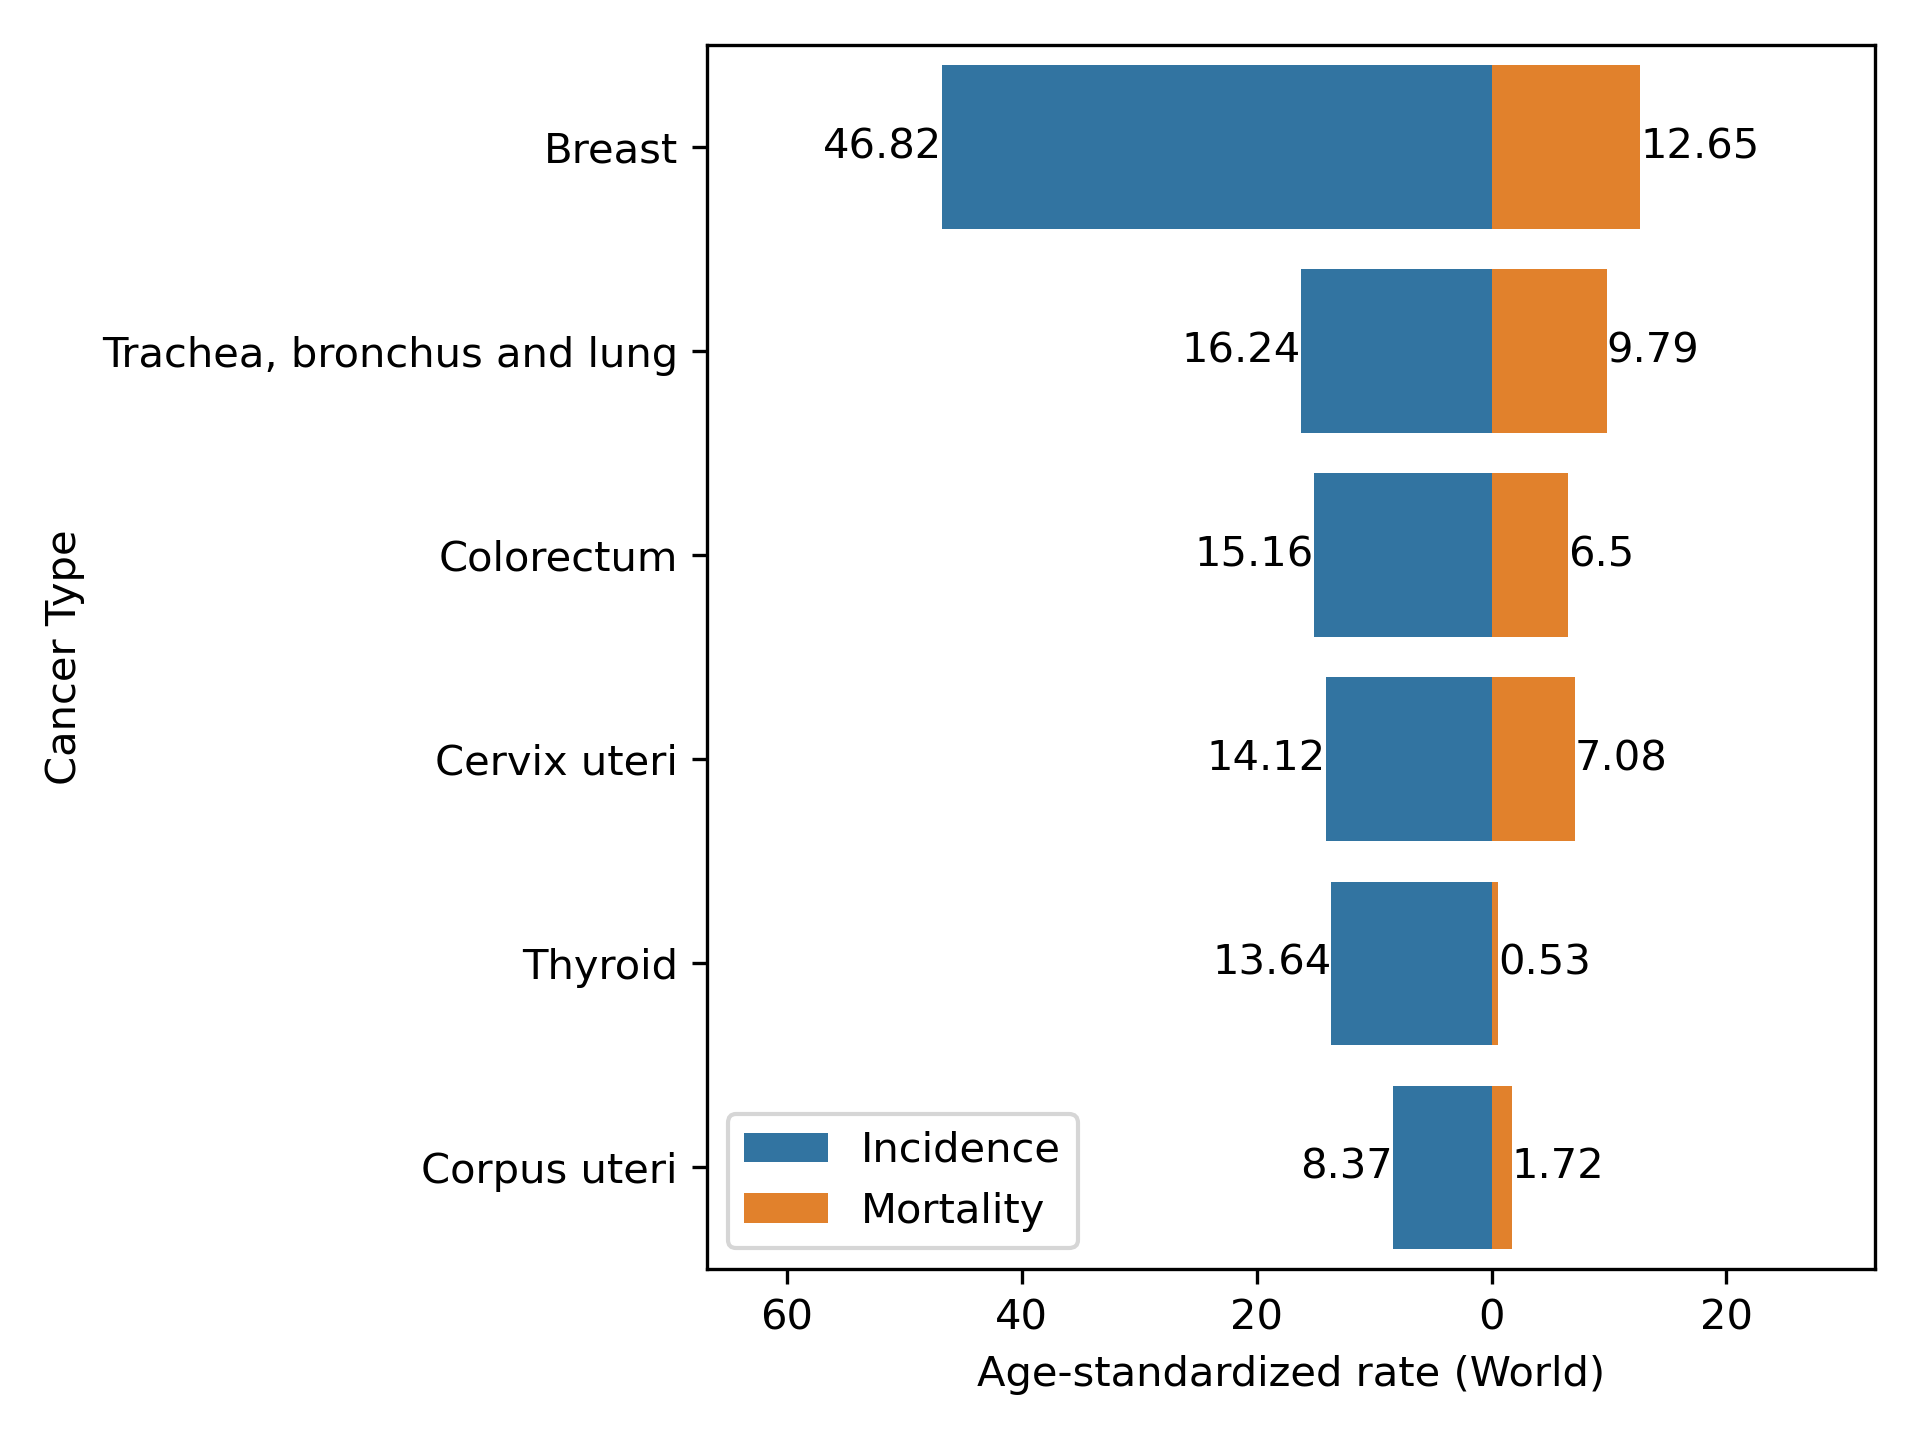 Breast
46.82
12.65
Trachea, bronchus and lung
16.24
9.79
Colorectum
15.16
6.5
Cervix uteri
14.12
7.08
Thyroid
13.64
0.53
Corpus uteri
8.37
1.72
Cancer Type
Incidence
Mortality
60 40 20 0 20
Age-standardized rate (World)